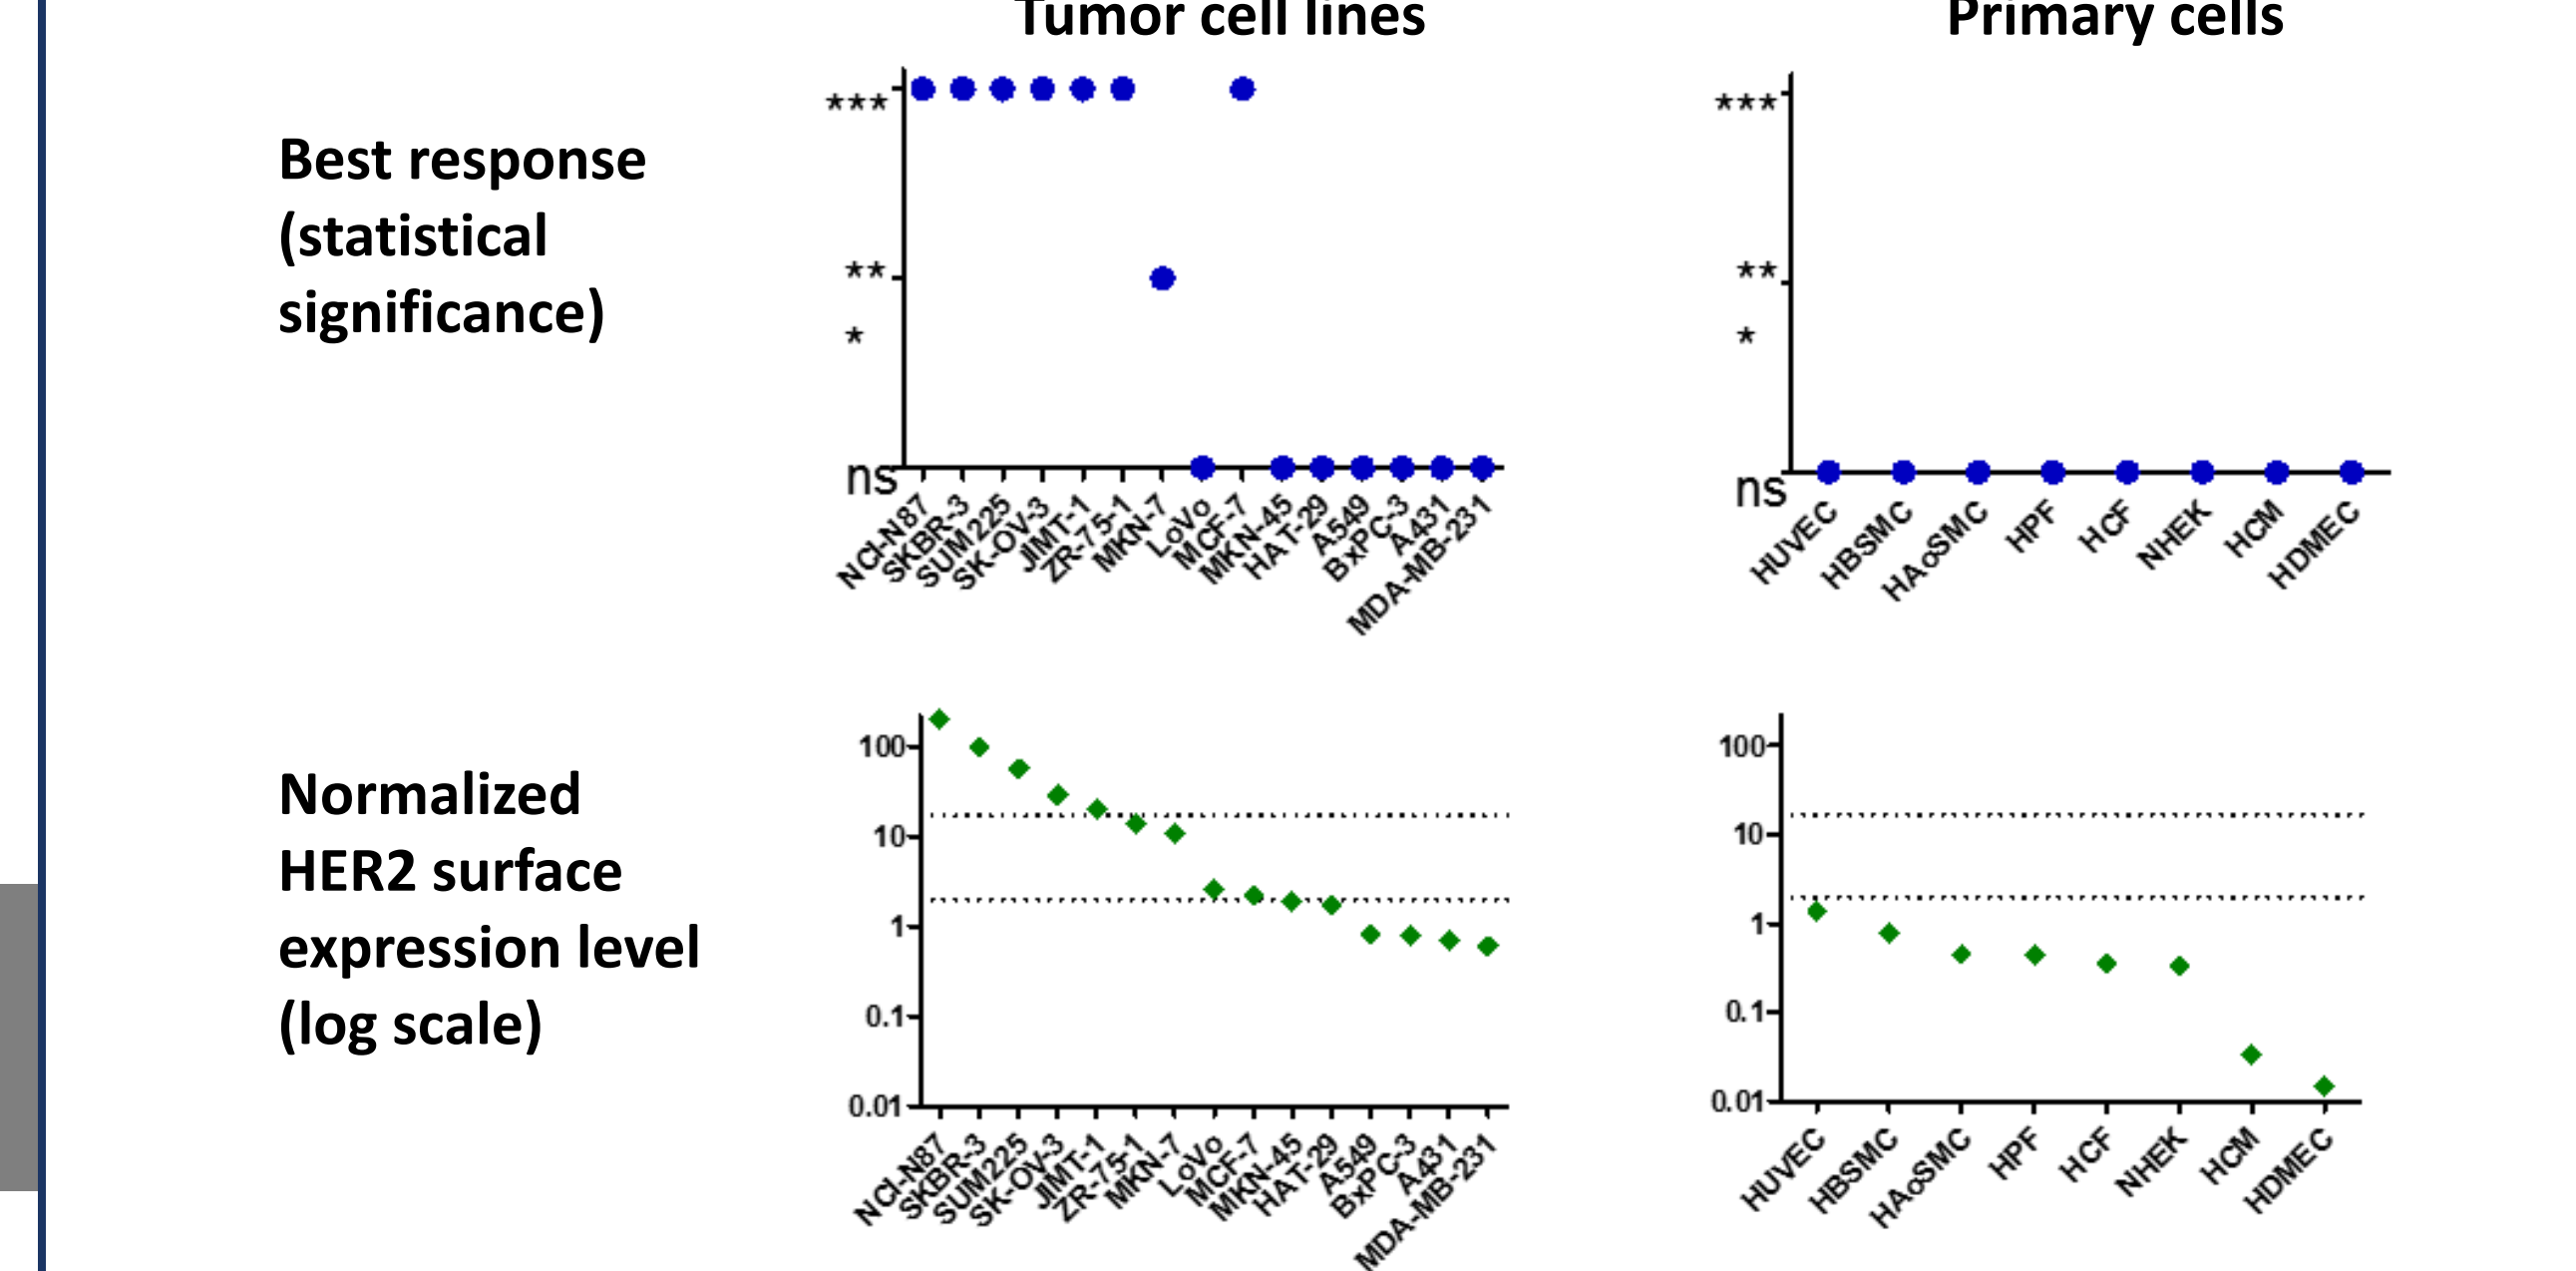 Tumor cell lines
Primary cells
Best response
(statistical
significance)
***
**
*
ns
NCI-N87
SKBR-3
SUM225
SK-OV-3
JIMT-1
ZR-75-1
MKN-7
LoVo
MCF-7
MKN-45
HAT-29
A549
BxPC-3
A431
MDA-MB-231
***
**
*
ns
HUVEC
HBSMC
HAoSMC
HPF
HCF
NHEK
HCM
HDMEC
Normalized
HER2 surface
expression level
(log scale)
100
10
1
0.1
0.01
NCI-N87
SKBR-3
SUM225
SK-OV-3
JIMT-1
ZR-75-1
MKN-7
LoVo
MCF-7
MKN-45
HAT-29
A549
BxPC-3
A431
MDA-MB-231
100
10
1
0.1
0.01
HUVEC
HBSMC
HAoSMC
HPF
HCF
NHEK
HCM
HDMEC